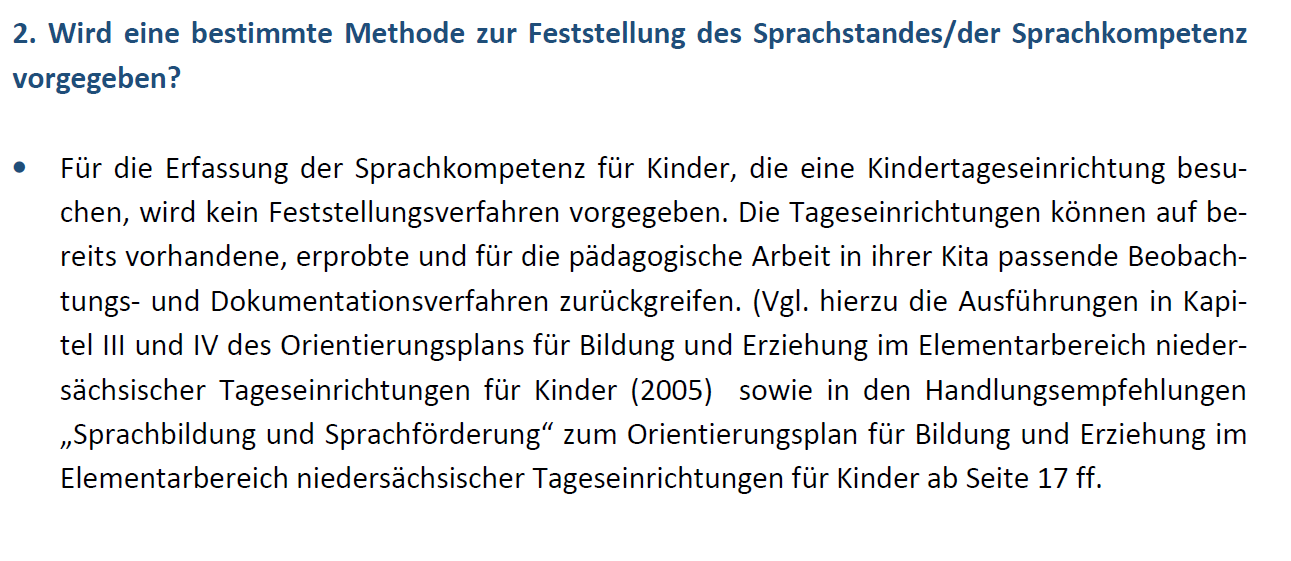 2. Wird eine bestimmte Methode zur Feststellung des Sprachstandes/der Sprachkompetenz
vorgegeben?
• Für die Erfassung der Sprachkompetenz für Kinder, die eine Kindertageseinrichtung besu-
chen, wird kein Feststellungsverfahren vorgegeben. Die Tageseinrichtungen können auf be-
reits vorhandene, erprobte und für die pädagogische Arbeit in ihrer Kita passende Beobach-
tungs- und Dokumentationsverfahren zurückgreifen. (Vgl. hierzu die Ausführungen in Kapi-
tel III und IV des Orientierungsplans für Bildung und Erziehung im Elementarbereich nieder-
sächsischer Tageseinrichtungen für Kinder (2005) sowie in den Handlungsempfehlungen
„Sprachbildung und Sprachförderung“ zum Orientierungsplan für Bildung und Erziehung im
Elementarbereich niedersächsischer Tageseinrichtungen für Kinder ab Seite 17 ff.